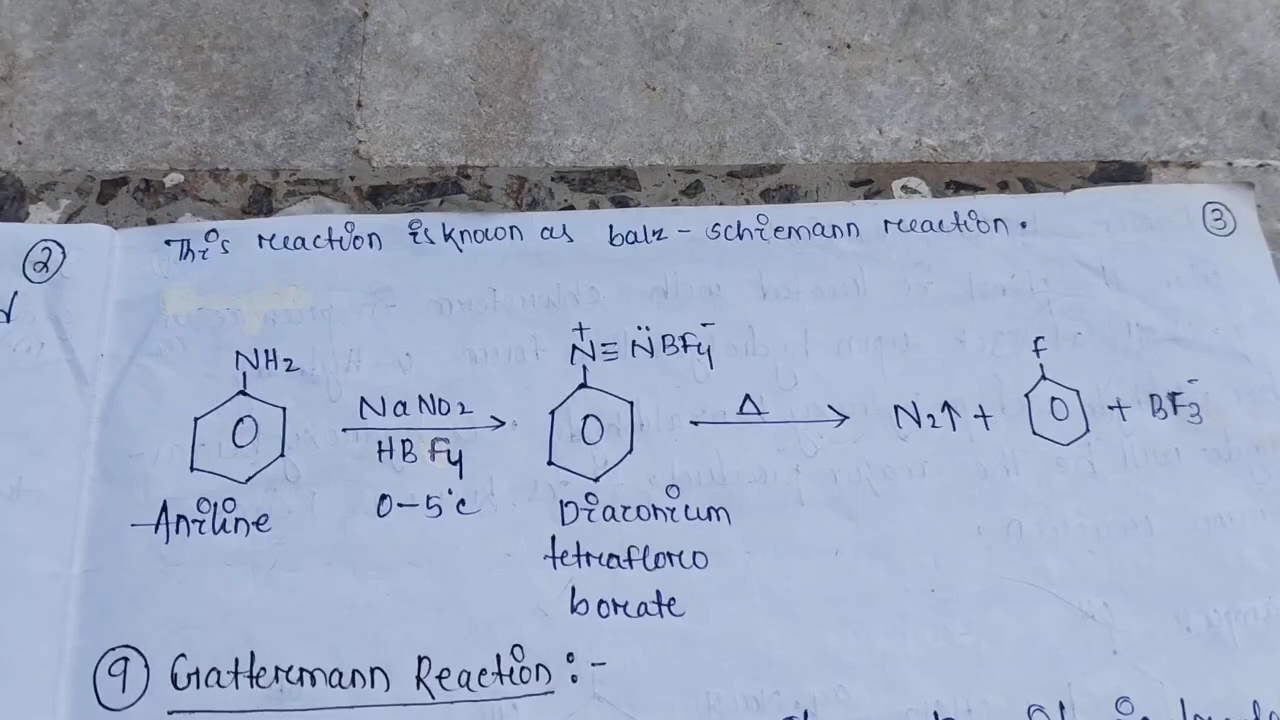 ②
③
This reaction is known as balz - schiemann reaction.
NH2
NaNO2
HBF4
0-5°c
Aniline
+
N≡N̈BF4⁻
Diazonium
tetrafloro
borate
Δ
N2↑ +
F
+ BF3⁻
⑨ Gattermann Reaction :-